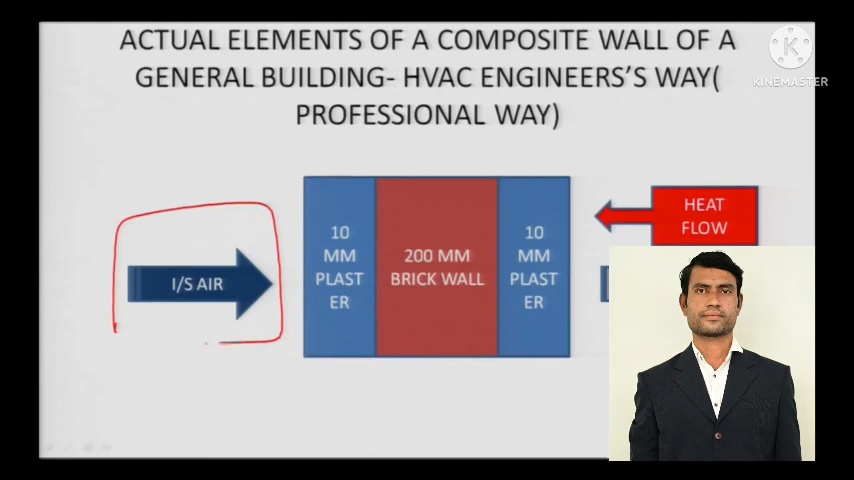 ACTUAL ELEMENTS OF A COMPOSITE WALL OF A
GENERAL BUILDING- HVAC ENGINEERS'S WAY(
PROFESSIONAL WAY)
K
KINEMASTER
HEAT
FLOW
I/S AIR
10
MM
PLAST
ER
200 MM
BRICK WALL
10
MM
PLAST
ER